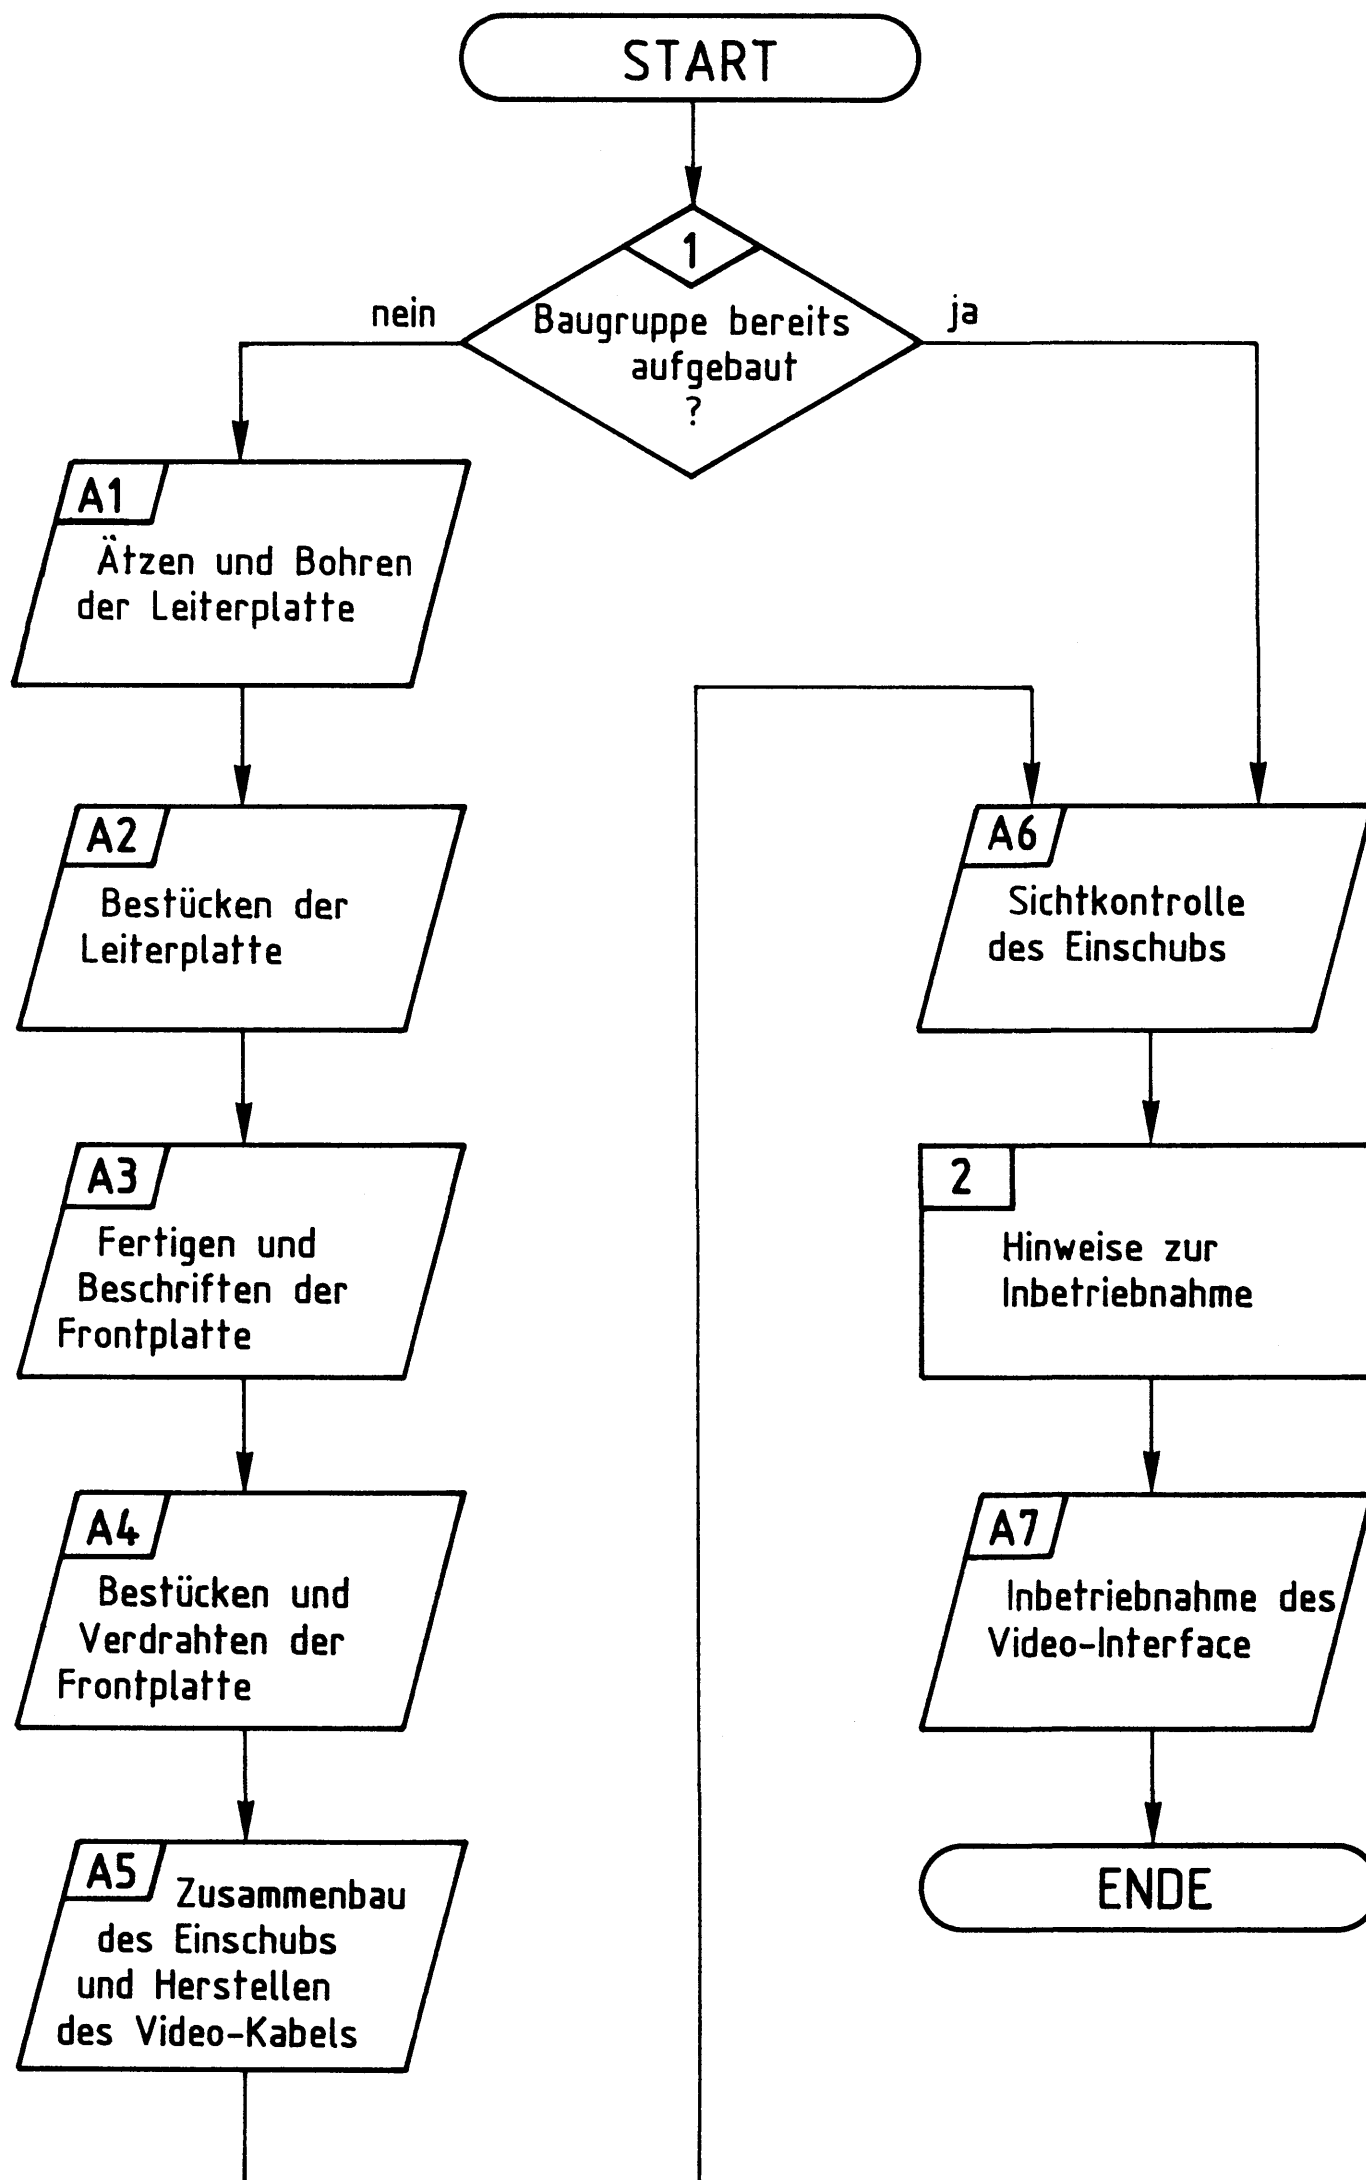 START
1
Baugruppe bereits
aufgebaut
?
nein
ja
A1
Ätzen und Bohren
der Leiterplatte
A2
Bestücken der
Leiterplatte
A3
Fertigen und
Beschriften der
Frontplatte
A4
Bestücken und
Verdrahten der
Frontplatte
A5
Zusammenbau
des Einschubs
und Herstellen
des Video-Kabels
A6
Sichtkontrolle
des Einschubs
2
Hinweise zur
Inbetriebnahme
A7
Inbetriebnahme des
Video-Interface
ENDE